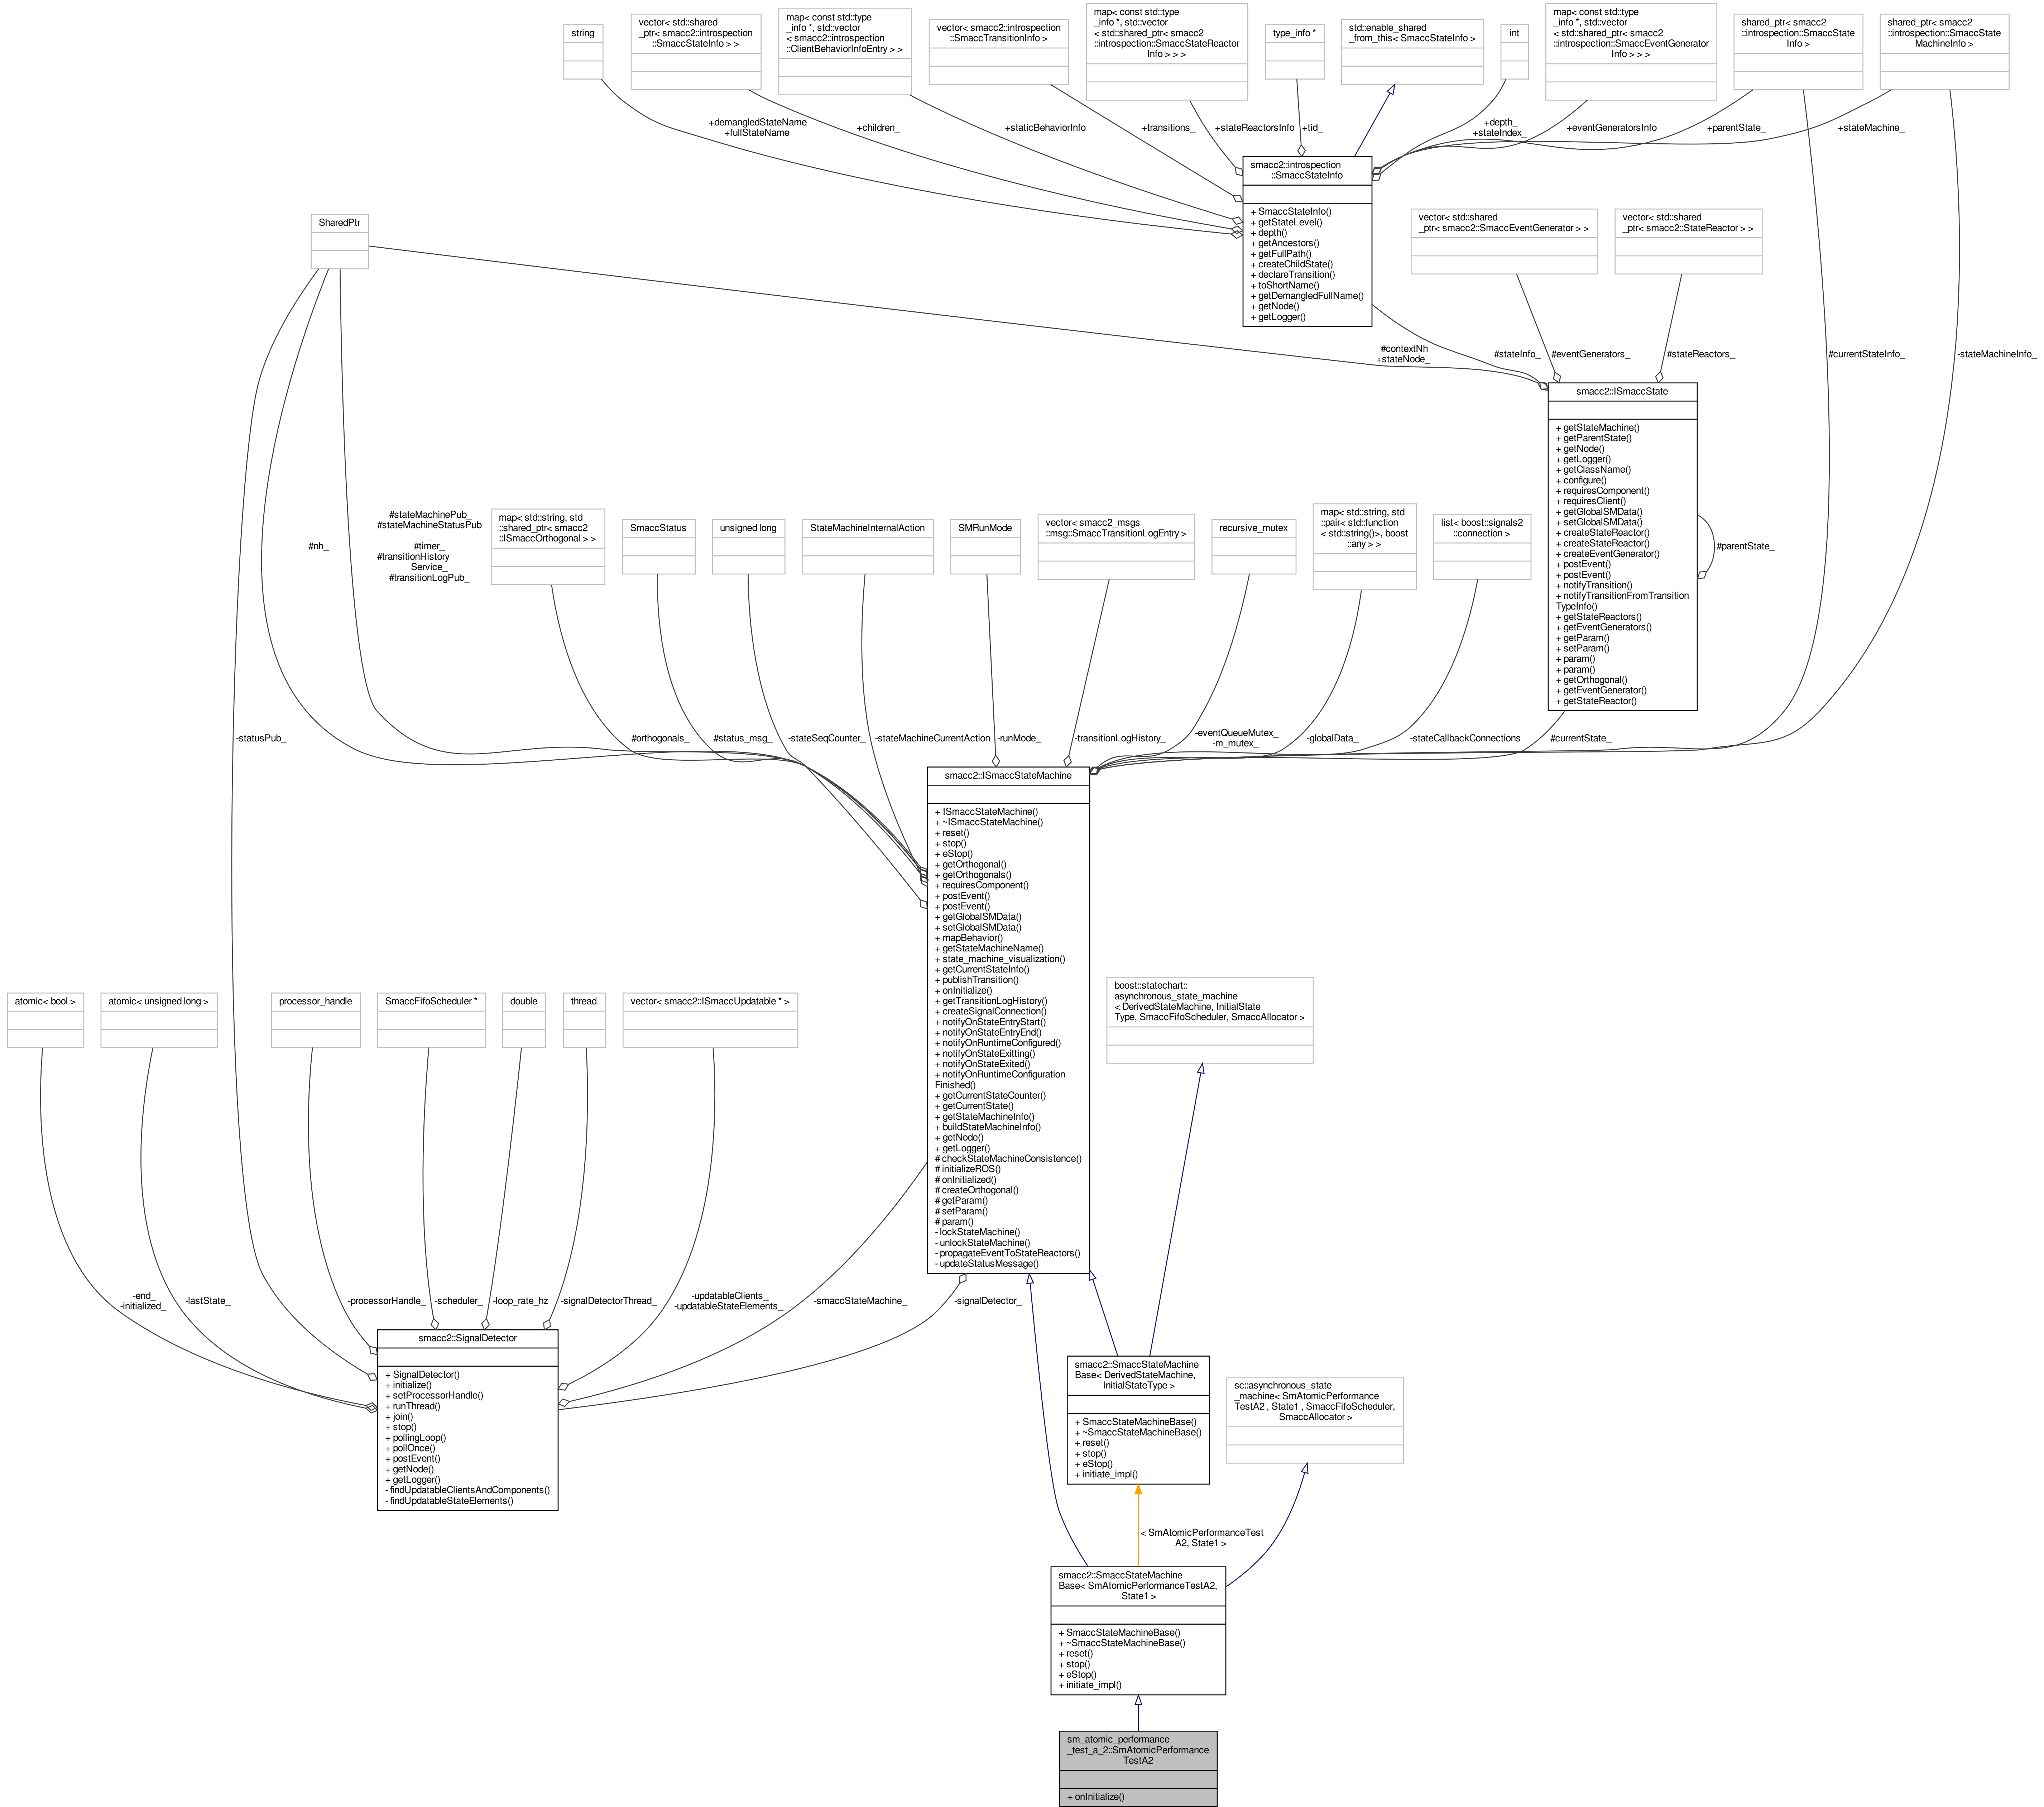 string
vector< std::shared
_ptr< smacc2::introspection
::SmaccStateInfo > >
map< const std::type
_info *, std::vector
< smacc2::introspection
::ClientBehaviorInfoEntry > >
vector< smacc2::introspection
::SmaccTransitionInfo >
map< const std::type
_info *, std::vector
< std::shared_ptr< smacc2
::introspection::SmaccStateReactor
Info > > >
type_info *
std::enable_shared
_from_this< SmaccStateInfo >
int
map< const std::type
_info *, std::vector
< std::shared_ptr< smacc2
::introspection::SmaccEventGenerator
Info > > >
shared_ptr< smacc2
::introspection::SmaccState
Info >
shared_ptr< smacc2
::introspection::SmaccState
MachineInfo >
+demangledStateName
+fullStateName
+children_
+staticBehaviorInfo
+transitions_
+stateReactorsInfo
+tid_
+depth_
+stateIndex_
+eventGeneratorsInfo
+parentState_
+stateMachine_
smacc2::introspection
::SmaccStateInfo
+ SmaccStateInfo()
+ getStateLevel()
+ depth()
+ getAncestors()
+ getFullPath()
+ createChildState()
+ declareTransition()
+ toShortName()
+ getDemangledFullName()
+ getNode()
+ getLogger()
SharedPtr
vector< std::shared
_ptr< smacc2::SmaccEventGenerator > >
vector< std::shared
_ptr< smacc2::StateReactor > >
#contextNh
+stateNode_
#stateInfo_
#eventGenerators_
#stateReactors_
#currentStateInfo_
-stateMachineInfo_
smacc2::ISmaccState
+ getStateMachine()
+ getParentState()
+ getNode()
+ getLogger()
+ getClassName()
+ configure()
+ requiresComponent()
+ requiresClient()
+ getGlobalSMData()
+ setGlobalSMData()
+ createStateReactor()
+ createStateReactor()
+ createEventGenerator()
+ postEvent()
+ postEvent()
+ notifyTransition()
+ notifyTransitionFromTransition
TypeInfo()
+ getStateReactors()
+ getEventGenerators()
+ getParam()
+ setParam()
+ param()
+ param()
+ getOrthogonal()
+ getEventGenerator()
+ getStateReactor()
#parentState_
#nh_
#stateMachinePub_
#stateMachineStatusPub
_
#timer_
#transitionHistory
Service_
#transitionLogPub_
map< std::string, std
::shared_ptr< smacc2
::ISmaccOrthogonal > >
SmaccStatus
unsigned long
StateMachineInternalAction
SMRunMode
vector< smacc2_msgs
::msg::SmaccTransitionLogEntry >
recursive_mutex
map< std::string, std
::pair< std::function
< std::string()>, boost
::any > >
list< boost::signals2
::connection >
-statusPub_
#orthogonals_
#status_msg_
-stateSeqCounter_
-stateMachineCurrentAction
-runMode_
-transitionLogHistory_
-eventQueueMutex_
-m_mutex_
-globalData_
-stateCallbackConnections
#currentState_
smacc2::ISmaccStateMachine
+ ISmaccStateMachine()
+ ~ISmaccStateMachine()
+ reset()
+ stop()
+ eStop()
+ getOrthogonal()
+ getOrthogonals()
+ requiresComponent()
+ postEvent()
+ postEvent()
+ getGlobalSMData()
+ setGlobalSMData()
+ mapBehavior()
+ getStateMachineName()
+ state_machine_visualization()
+ getCurrentStateInfo()
+ publishTransition()
+ onInitialize()
+ getTransitionLogHistory()
+ createSignalConnection()
+ notifyOnStateEntryStart()
+ notifyOnStateEntryEnd()
+ notifyOnRuntimeConfigured()
+ notifyOnStateExitting()
+ notifyOnStateExited()
+ notifyOnRuntimeConfiguration
Finished()
+ getCurrentStateCounter()
+ getCurrentState()
+ getStateMachineInfo()
+ buildStateMachineInfo()
+ getNode()
+ getLogger()
# checkStateMachineConsistence()
# initializeROS()
# onInitialized()
# createOrthogonal()
# getParam()
# setParam()
# param()
- lockStateMachine()
- unlockStateMachine()
- propagateEventToStateReactors()
- updateStatusMessage()
atomic< bool >
atomic< unsigned long >
processor_handle
SmaccFifoScheduler *
double
thread
vector< smacc2::ISmaccUpdatable * >
boost::statechart::
asynchronous_state_machine
< DerivedStateMachine, InitialState
Type, SmaccFifoScheduler, SmaccAllocator >
-end_
-initialized_
-lastState_
-processorHandle_
-scheduler_
-loop_rate_hz
-signalDetectorThread_
-updatableClients_
-updatableStateElements_
-smaccStateMachine_
-signalDetector_
smacc2::SignalDetector
+ SignalDetector()
+ initialize()
+ setProcessorHandle()
+ runThread()
+ join()
+ stop()
+ pollingLoop()
+ pollOnce()
+ postEvent()
+ getNode()
+ getLogger()
- findUpdatableClientsAndComponents()
- findUpdatableStateElements()
smacc2::SmaccStateMachine
Base< DerivedStateMachine,
InitialStateType >
+ SmaccStateMachineBase()
+ ~SmaccStateMachineBase()
+ reset()
+ stop()
+ eStop()
+ initiate_impl()
sc::asynchronous_state
_machine< SmAtomicPerformance
TestA2 , State1 , SmaccFifoScheduler,
SmaccAllocator >
< SmAtomicPerformanceTest
A2, State1 >
smacc2::SmaccStateMachine
Base< SmAtomicPerformanceTestA2,
State1 >
+ SmaccStateMachineBase()
+ ~SmaccStateMachineBase()
+ reset()
+ stop()
+ eStop()
+ initiate_impl()
sm_atomic_performance
_test_a_2::SmAtomicPerformance
TestA2
+ onInitialize()